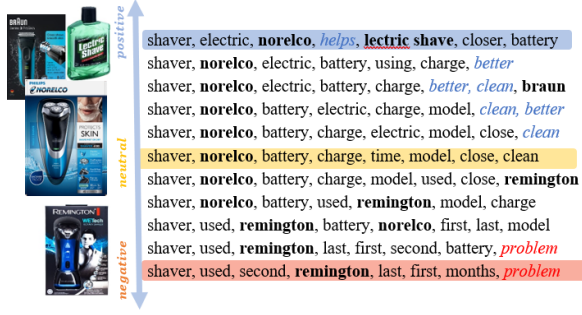 BRAUN
Lectric
Shave
PHILIPS
NORELCO
PROTECTS
SKIN
REMINGTON
WETech
positive
neutral
negative
shaver, electric, norelco, helps, lectric shave, closer, battery
shaver, norelco, electric, battery, using, charge, better
shaver, norelco, electric, battery, charge, better, clean, braun
shaver, norelco, battery, electric, charge, model, clean, better
shaver, norelco, battery, charge, electric, model, close, clean
shaver, norelco, battery, charge, time, model, close, clean
shaver, norelco, battery, charge, model, used, close, remington
shaver, norelco, battery, used, remington, model, charge
shaver, used, remington, battery, norelco, first, last, model
shaver, used, remington, last, first, second, battery, problem
shaver, used, second, remington, last, first, months, problem